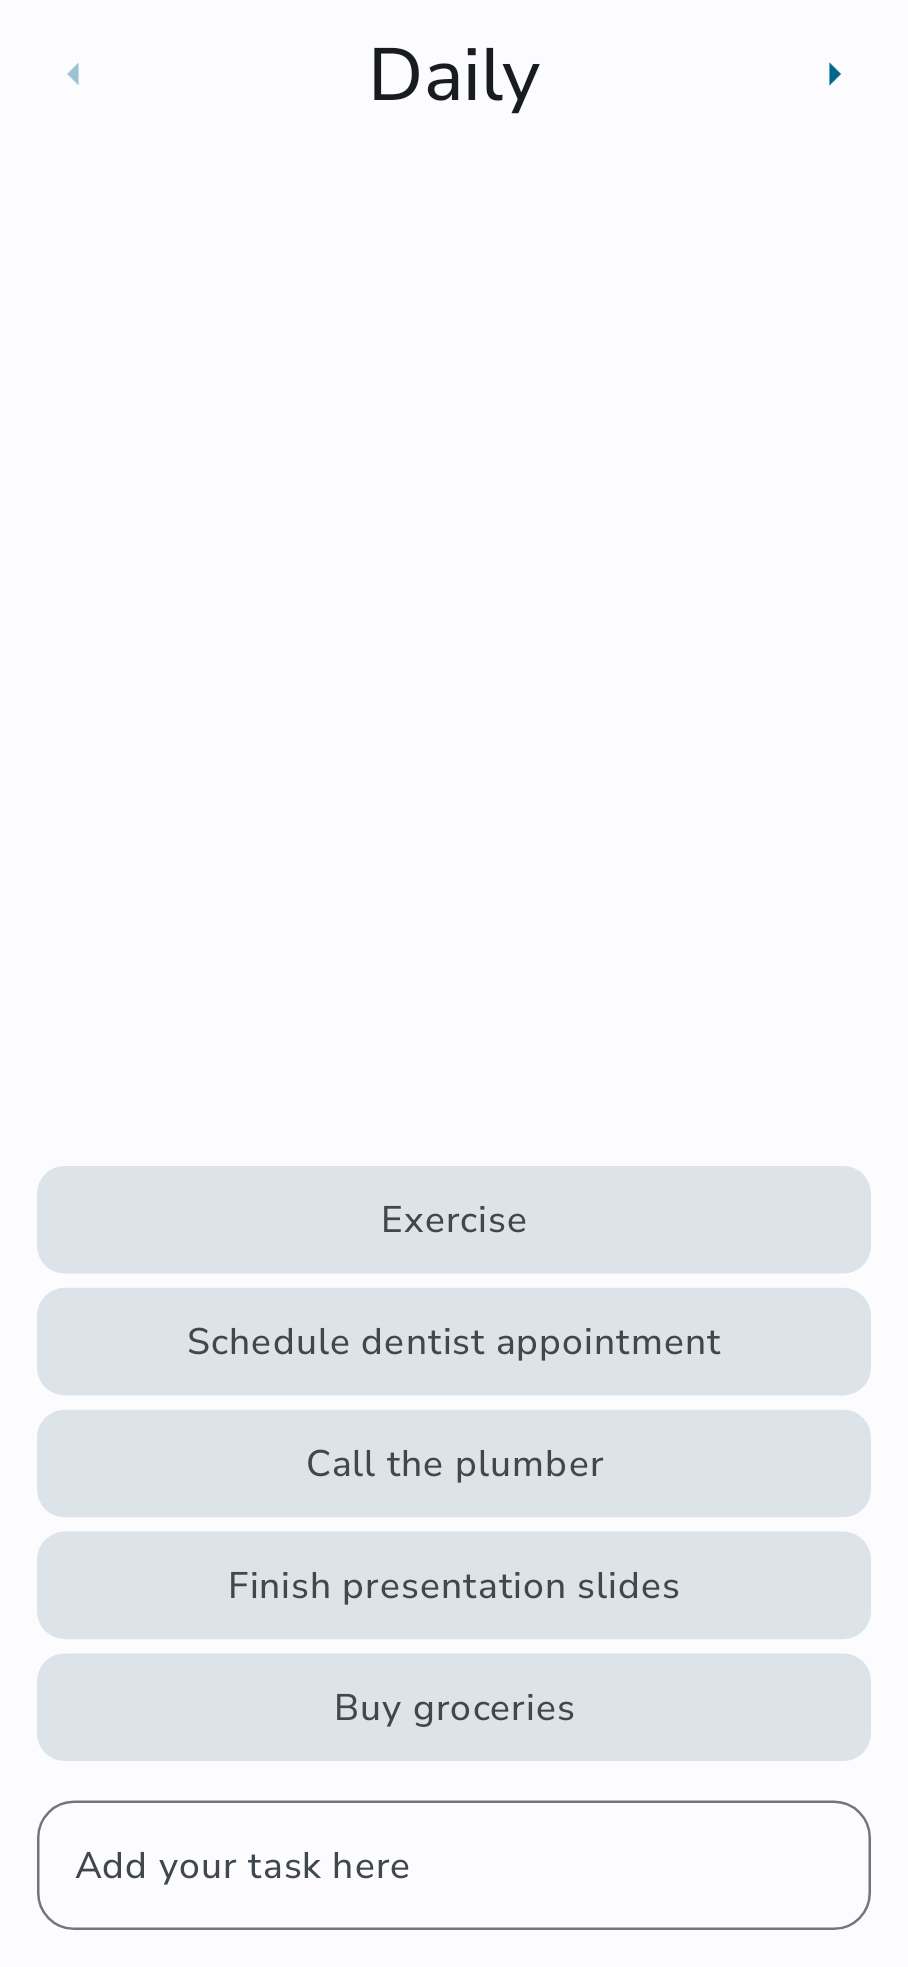 Daily
Exercise
Schedule dentist appointment
Call the plumber
Finish presentation slides
Buy groceries
Add your task here